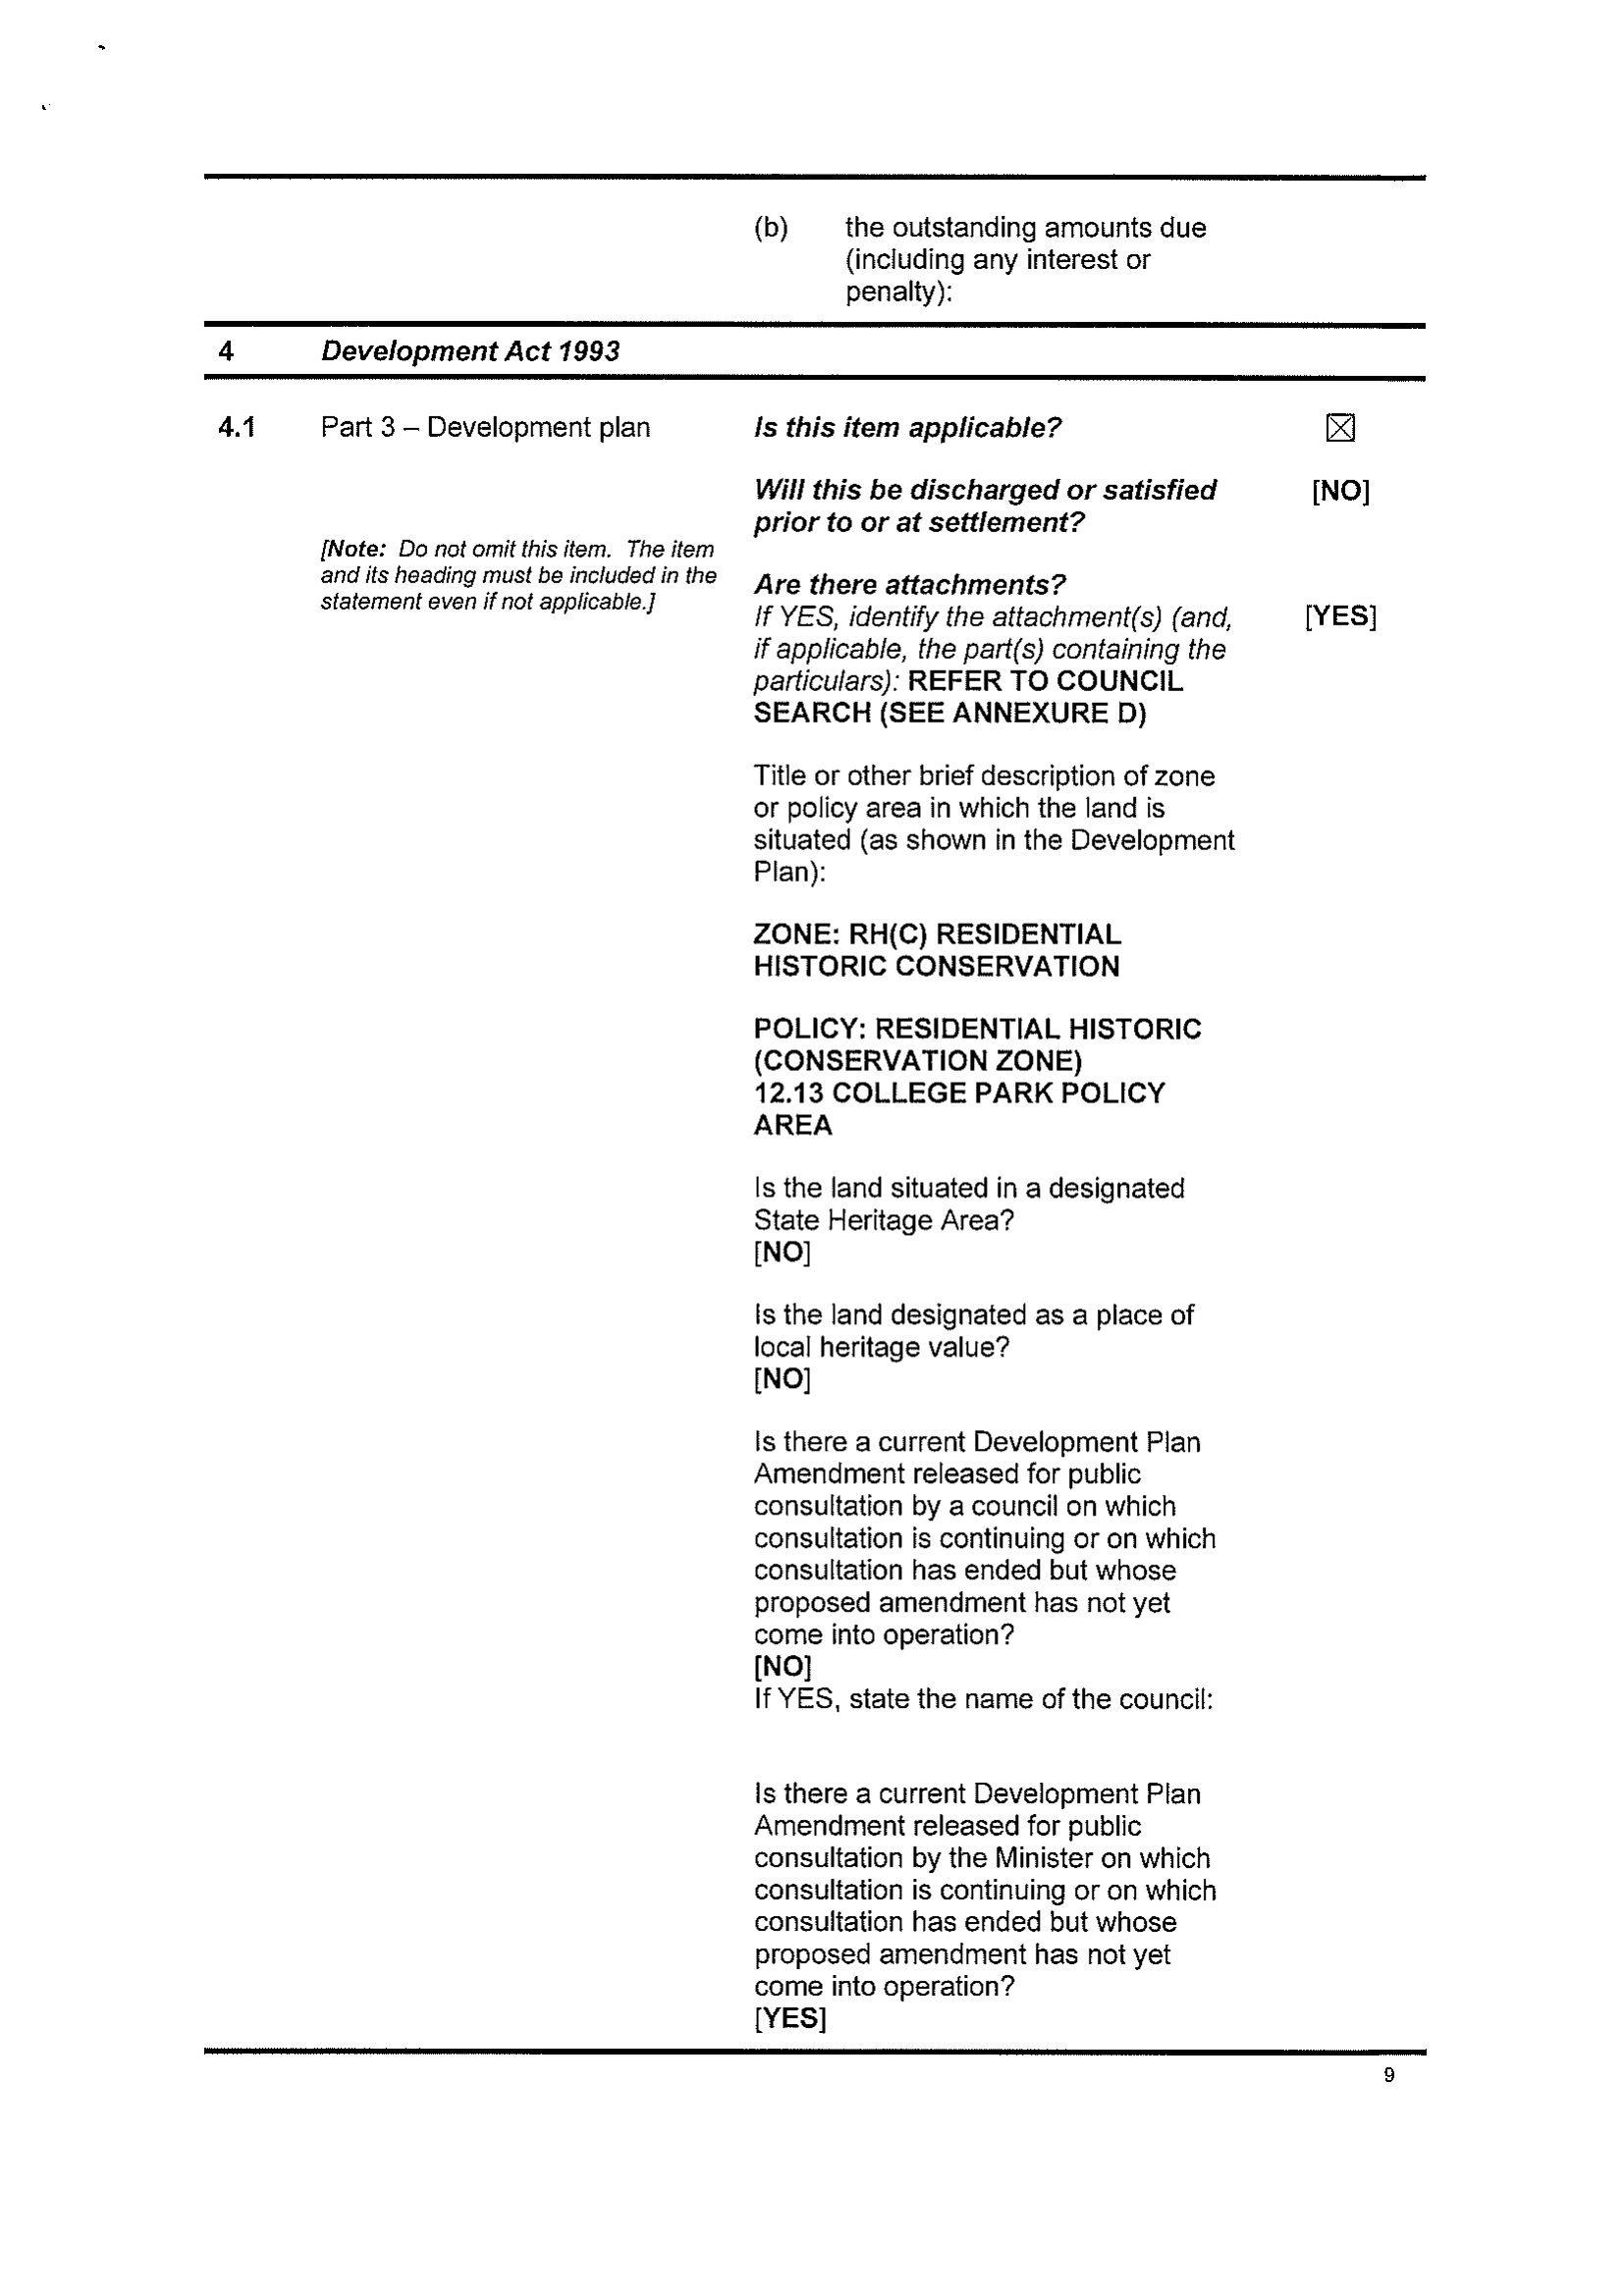 (b) the outstanding amounts due
(including any interest or
penalty):
4 Development Act 1993
4.1 Part 3 – Development plan
[Note: Do not omit this item. The item
and its heading must be included in the
statement even if not applicable.]
Is this item applicable? ☒
Will this be discharged or satisfied [NO]
prior to or at settlement?
Are there attachments?
If YES, identify the attachment(s) (and, [YES]
if applicable, the part(s) containing the
particulars): REFER TO COUNCIL
SEARCH (SEE ANNEXURE D)
Title or other brief description of zone
or policy area in which the land is
situated (as shown in the Development
Plan):
ZONE: RH(C) RESIDENTIAL
HISTORIC CONSERVATION
POLICY: RESIDENTIAL HISTORIC
(CONSERVATION ZONE)
12.13 COLLEGE PARK POLICY
AREA
Is the land situated in a designated
State Heritage Area?
[NO]
Is the land designated as a place of
local heritage value?
[NO]
Is there a current Development Plan
Amendment released for public
consultation by a council on which
consultation is continuing or on which
consultation has ended but whose
proposed amendment has not yet
come into operation?
[NO]
If YES, state the name of the council:
Is there a current Development Plan
Amendment released for public
consultation by the Minister on which
consultation is continuing or on which
consultation has ended but whose
proposed amendment has not yet
come into operation?
[YES]
9